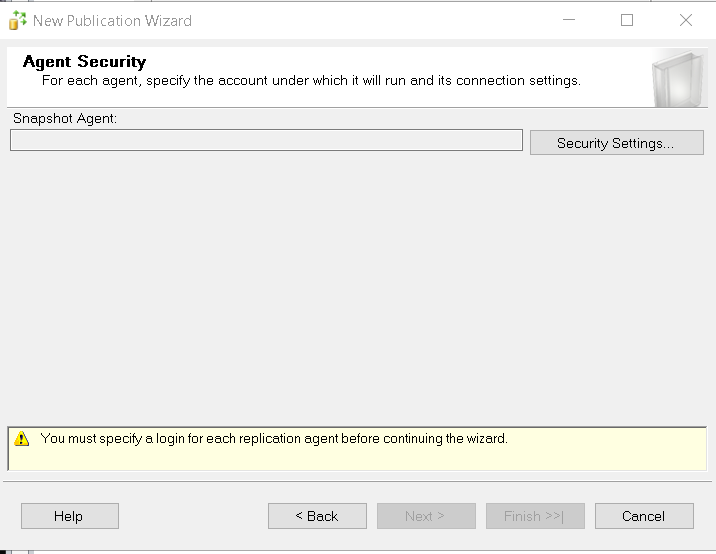 New Publication Wizard
Agent Security
For each agent, specify the account under which it will run and its connection settings.
Snapshot Agent:
Security Settings...
You must specify a login for each replication agent before continuing the wizard.
Help
< Back
Next >
Finish >>|
Cancel